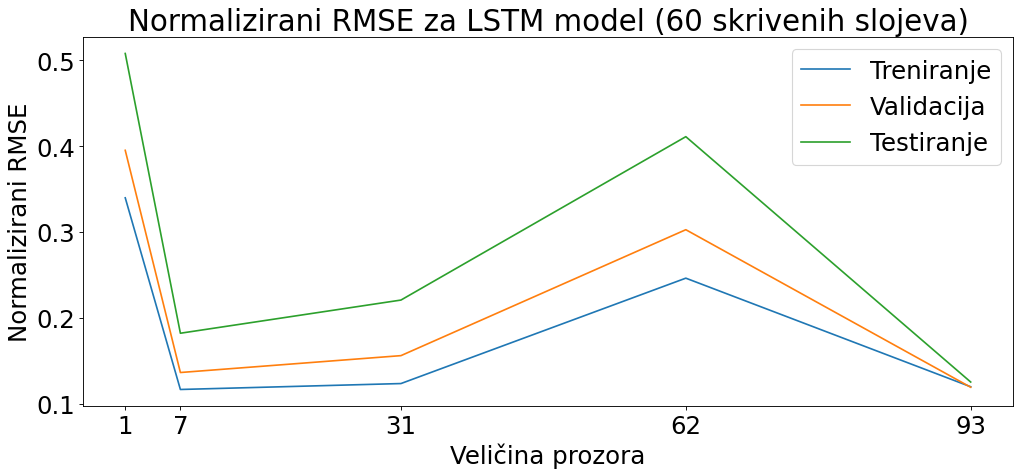 Normalizirani RMSE za LSTM model (60 skrivenih slojeva)
Normalizirani RMSE
0.5
0.4
0.3
0.2
0.1
Treniranje
Validacija
Testiranje
1 7 31 62 93
Veličina prozora